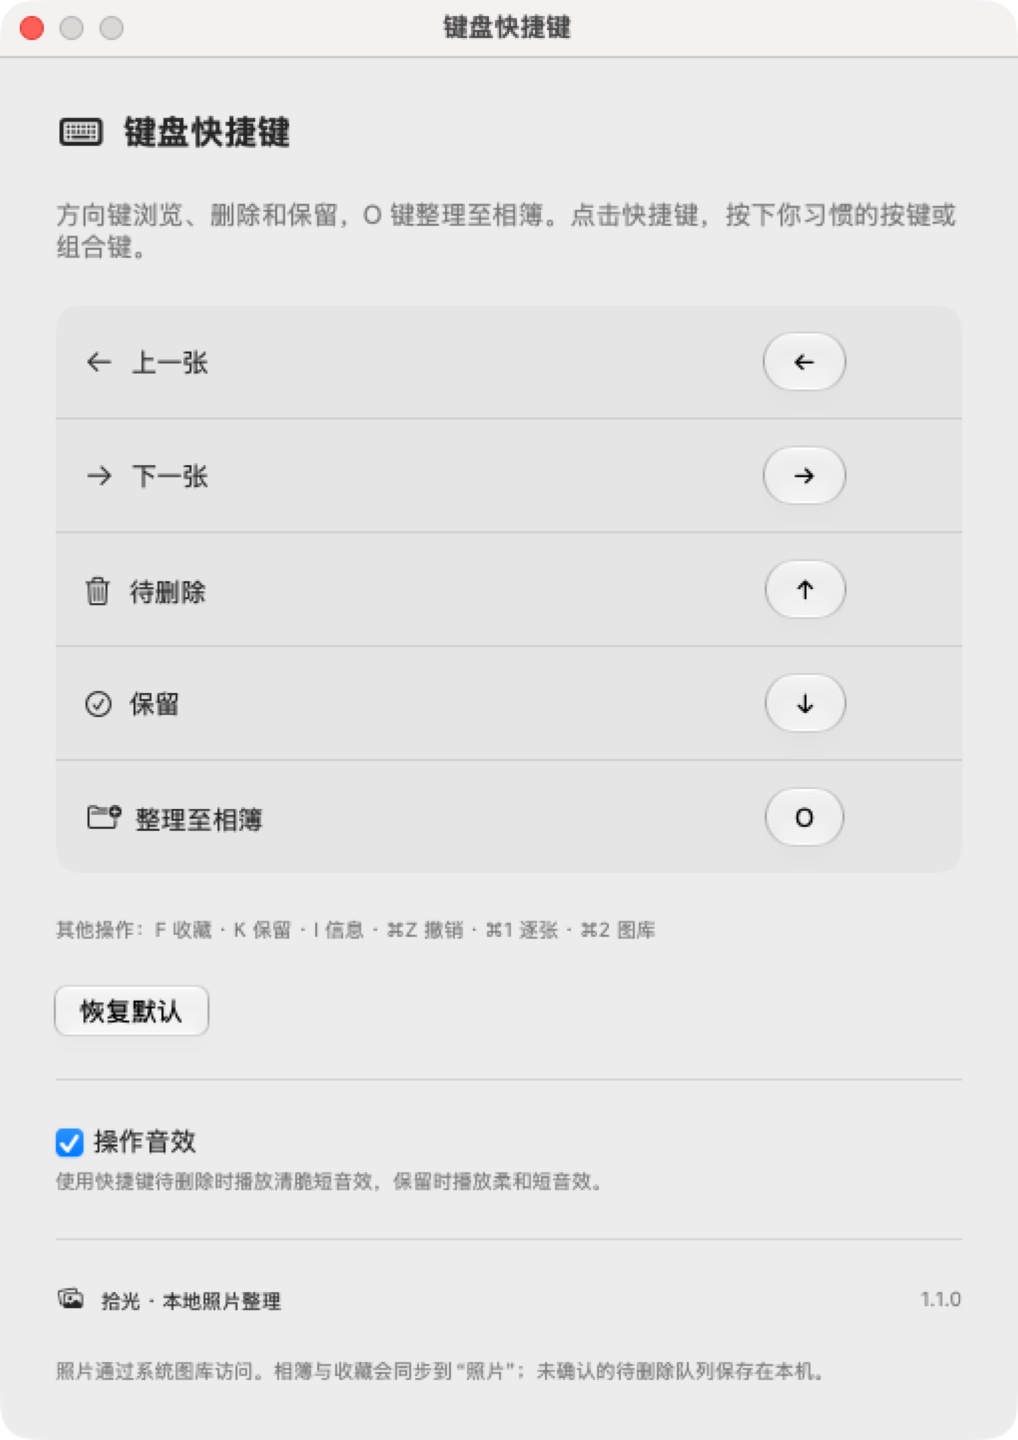 键盘快捷键
键盘快捷键
方向键浏览、删除和保留，O 键整理至相簿。点击快捷键，按下你习惯的按键或
组合键。
← 上一张 ←
→ 下一张 →
待删除 ↑
保留 ↓
整理至相簿 O
其他操作：F 收藏 · K 保留 · I 信息 · ⌘Z 撤销 · ⌘1 逐张 · ⌘2 图库
恢复默认
操作音效
使用快捷键待删除时播放清脆短音效，保留时播放柔和短音效。
拾光 · 本地照片整理 1.1.0
照片通过系统图库访问。相簿与收藏会同步到“照片”；未确认的待删除队列保存在本机。